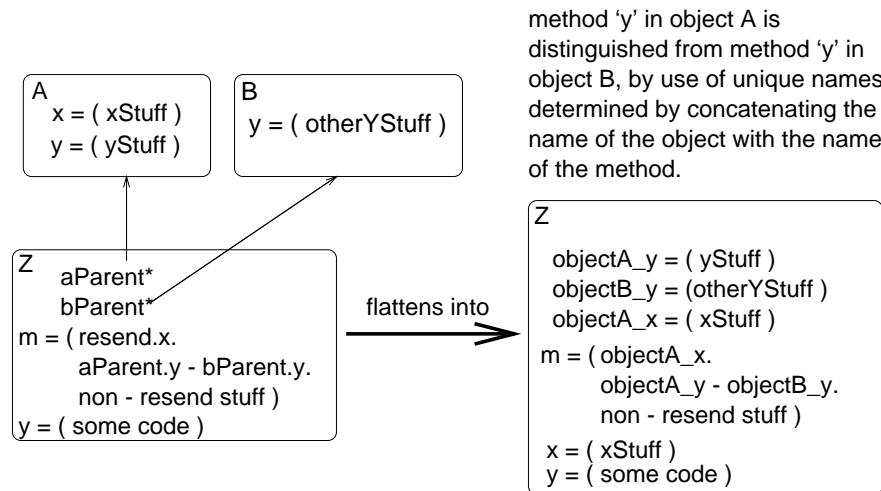 method ‘y’ in object A is
distinguished from method ‘y’ in
object B, by use of unique names
determined by concatenating the
name of the object with the name
of the method.
A
x = ( xStuff )
y = ( yStuff )
B
y = ( otherYStuff )
Z
aParent*
bParent*
m = ( resend.x.
aParent.y - bParent.y.
non - resend stuff )
y = ( some code )
flattens into
Z
objectA_y = ( yStuff )
objectB_y = (otherYStuff )
objectA_x = ( xStuff )
m = ( objectA_x.
objectA_y - objectB_y.
non - resend stuff )
x = ( xStuff )
y = ( some code )